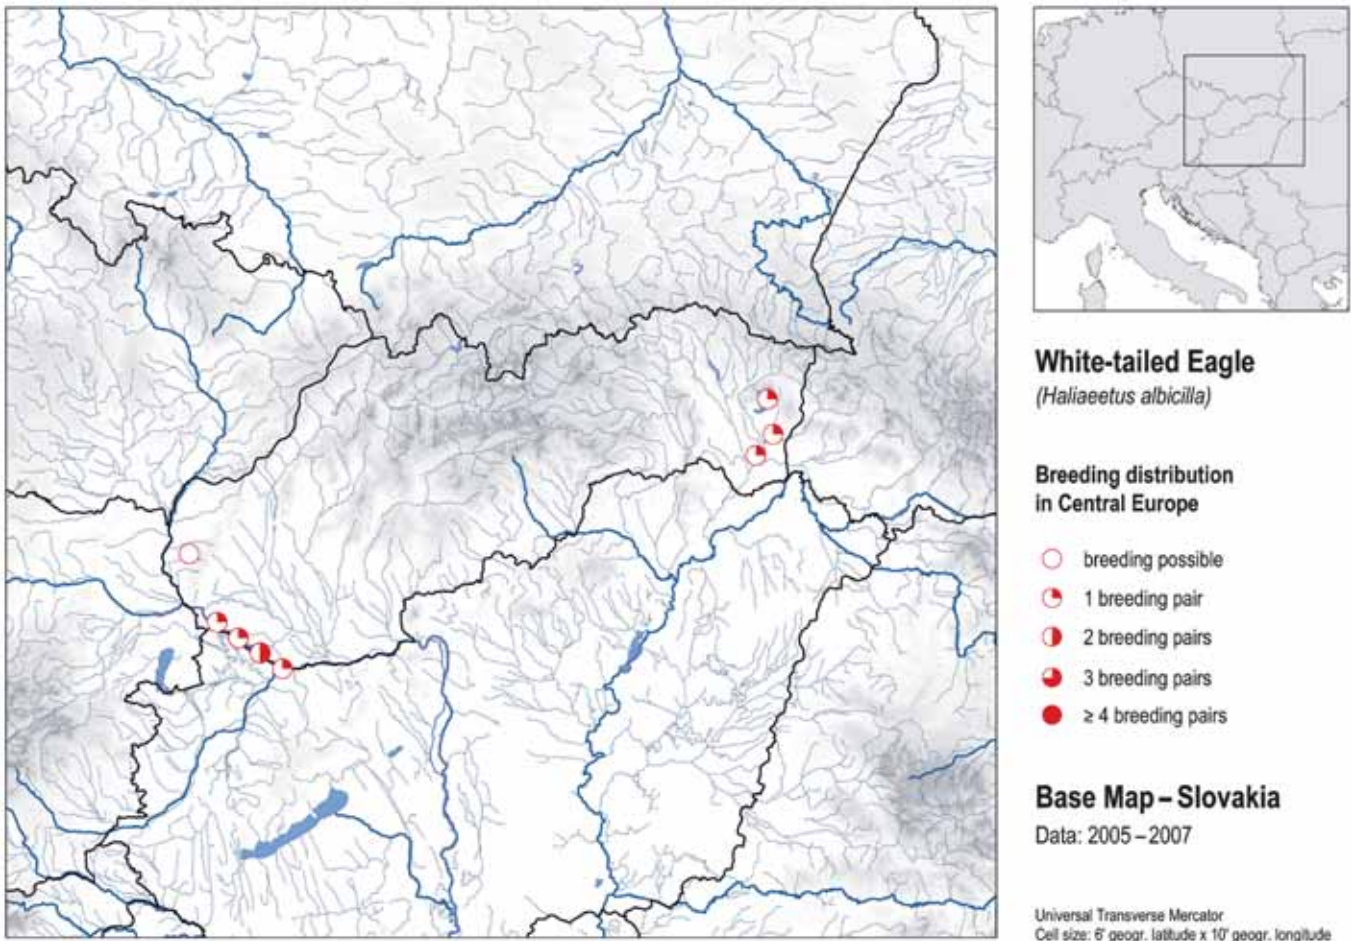 White-tailed Eagle
(Haliaeetus albicilla)
Breeding distribution
in Central Europe
breeding possible
1 breeding pair
2 breeding pairs
3 breeding pairs
≥ 4 breeding pairs
Base Map – Slovakia
Data: 2005 – 2007
Universal Transverse Mercator
Cell size: 6' geogr. latitude x 10' geogr. longitude